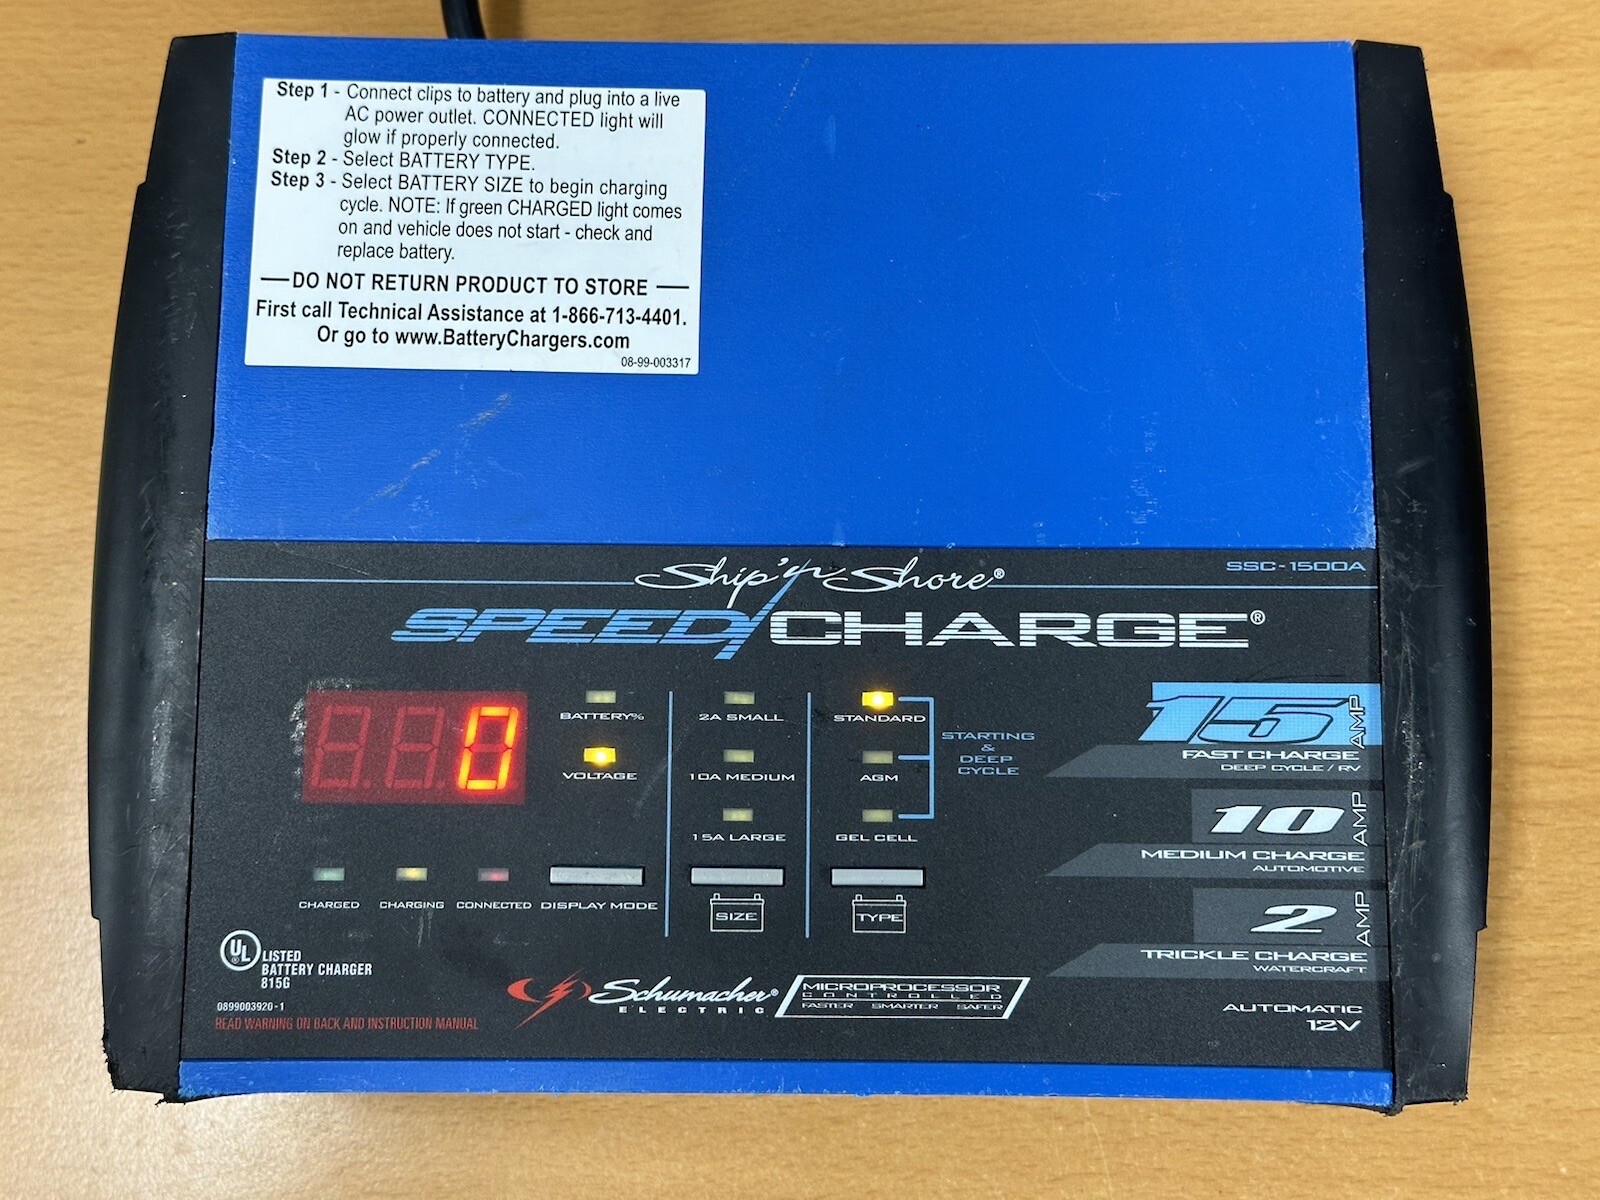 Step 1 - Connect clips to battery and plug into a live
AC power outlet. CONNECTED light will
glow if properly connected.
Step 2 - Select BATTERY TYPE.
Step 3 - Select BATTERY SIZE to begin charging
cycle. NOTE: If green CHARGED light comes
on and vehicle does not start - check and
replace battery.
DO NOT RETURN PRODUCT TO STORE
First call Technical Assistance at 1-866-713-4401.
Or go to www.BatteryChargers.com
08-99-003317
Ship 'n Shore®
SSC-1500A
SPEED CHARGE®
0
BATTERY%
VOLTAGE
2A SMALL
10A MEDIUM
15A LARGE
STANDARD
AGM
GEL CELL
STARTING
&
DEEP
CYCLE
CHARGED
CHARGING
CONNECTED
DISPLAY MODE
SIZE
TYPE
15 AMP
FAST CHARGE
DEEP CYCLE / RV
10 AMP
MEDIUM CHARGE
AUTOMOTIVE
2 AMP
TRICKLE CHARGE
WATERCRAFT
AUTOMATIC
12V
UL
®
LISTED
BATTERY CHARGER
815G
0899003920-1
READ WARNING ON BACK AND INSTRUCTION MANUAL
Schumacher®
ELECTRIC
MICROPROCESSOR
CONTROLLED
FASTER SMARTER SAFER